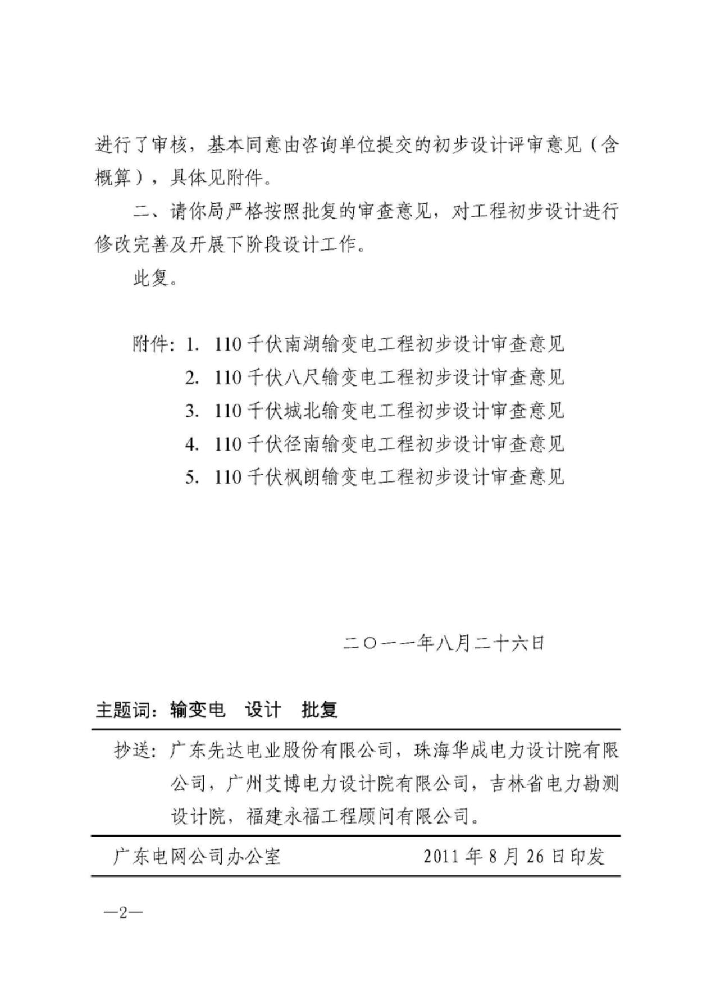 进行了审核，基本同意由咨询单位提交的初步设计评审意见（含
概算），具体见附件。
二、请你局严格按照批复的审查意见，对工程初步设计进行
修改完善及开展下阶段设计工作。
此复。
附件：1. 110千伏南湖输变电工程初步设计审查意见
2. 110千伏八尺输变电工程初步设计审查意见
3. 110千伏城北输变电工程初步设计审查意见
4. 110千伏径南输变电工程初步设计审查意见
5. 110千伏枫朗输变电工程初步设计审查意见
二〇一一年八月二十六日
主题词：输变电 设计 批复
抄送：广东先达电业股份有限公司，珠海华成电力设计院有限
公司，广州艾博电力设计院有限公司，吉林省电力勘测
设计院，福建永福工程顾问有限公司。
广东电网公司办公室 2011年8月26日印发
—2—